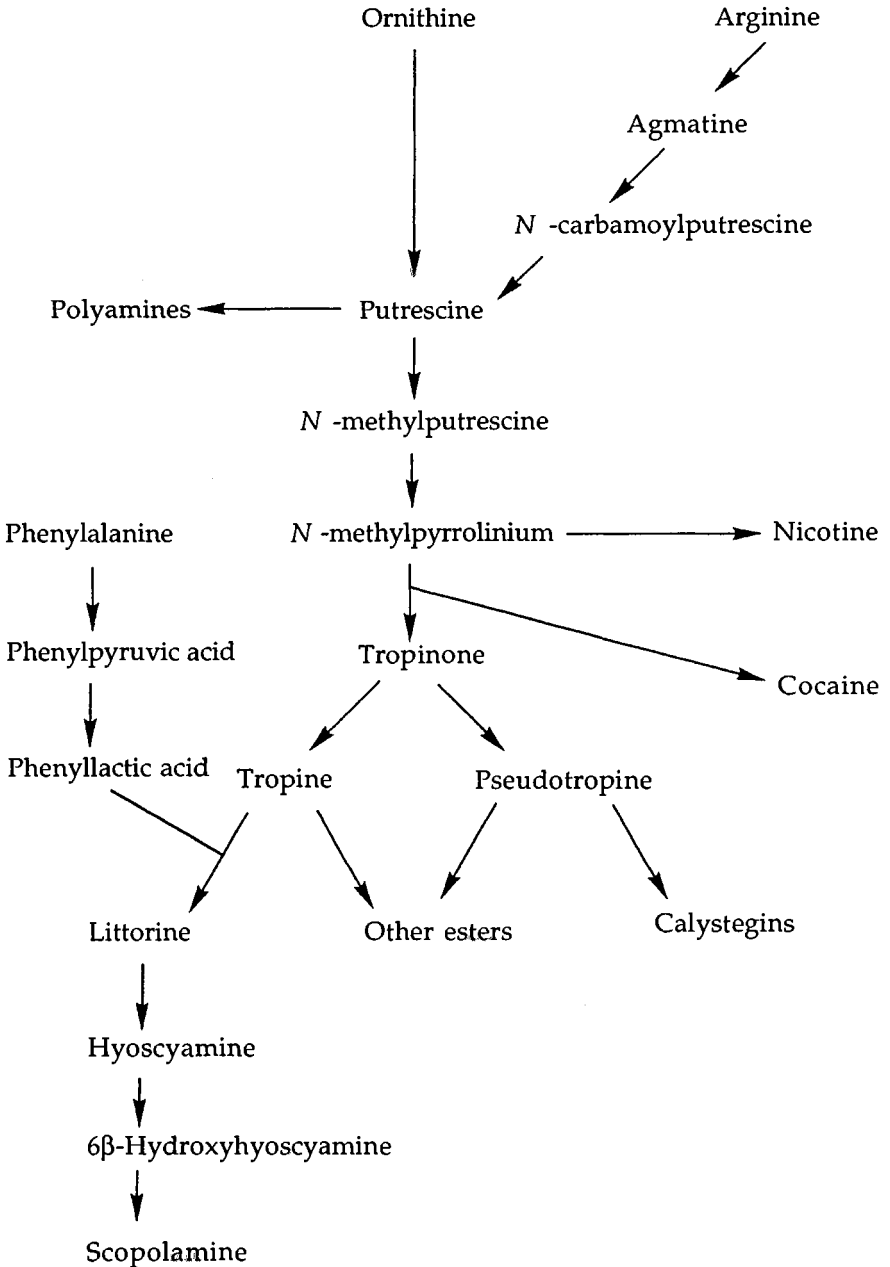 Ornithine
Arginine
Agmatine
N -carbamoylputrescine
Polyamines
Putrescine
N -methylputrescine
Phenylalanine
N -methylpyrrolinium
Nicotine
Phenylpyruvic acid
Tropinone
Cocaine
Phenyllactic acid
Tropine
Pseudotropine
Littorine
Other esters
Calystegins
Hyoscyamine
6β-Hydroxyhyoscyamine
Scopolamine